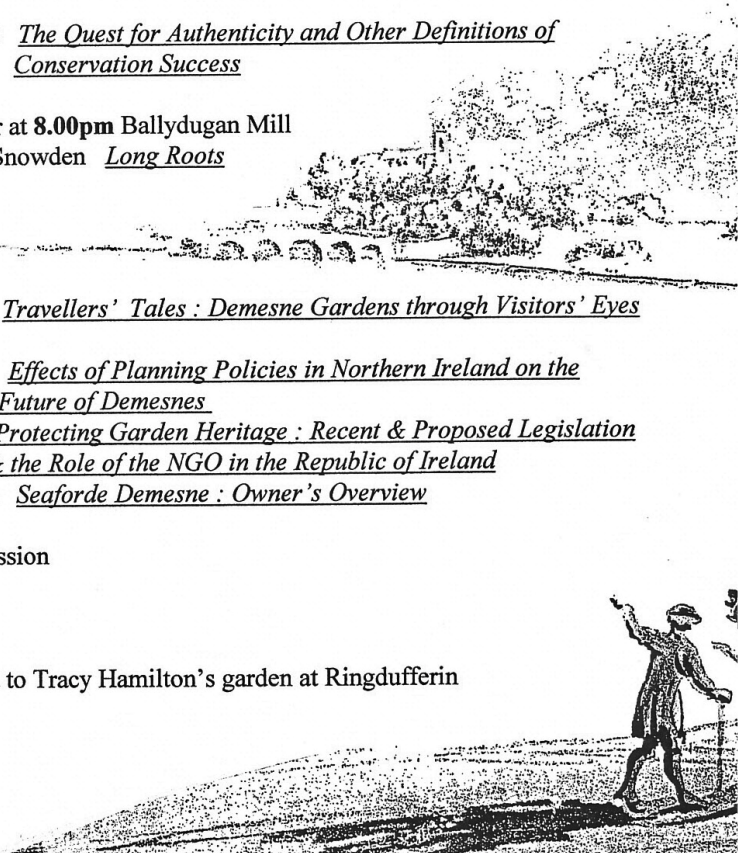 The Quest for Authenticity and Other Definitions of
Conservation Success
at 8.00pm Ballydugan Mill
Snowden Long Roots
Travellers' Tales : Demesne Gardens through Visitors' Eyes
Effects of Planning Policies in Northern Ireland on the
Future of Demesnes
Protecting Garden Heritage : Recent & Proposed Legislation
& the Role of the NGO in the Republic of Ireland
Seaforde Demesne : Owner's Overview
ssion
to Tracy Hamilton's garden at Ringdufferin